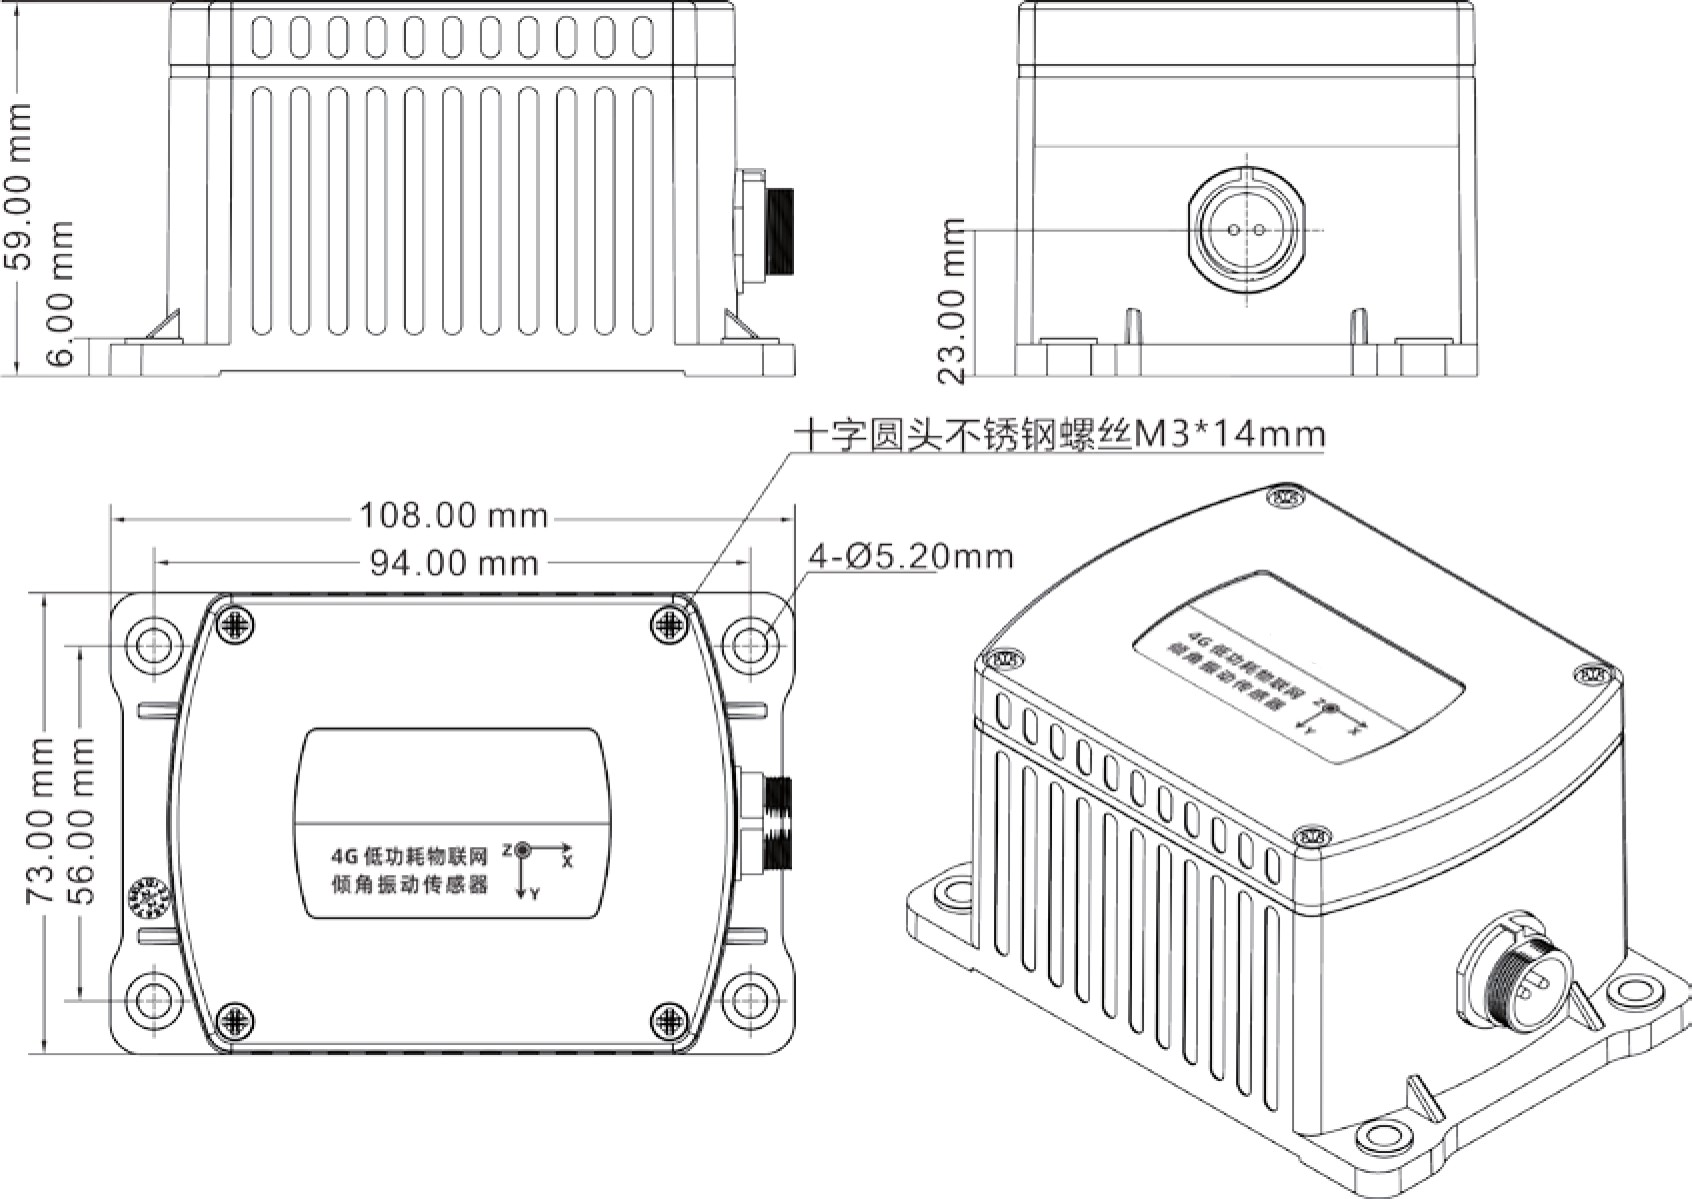 59.00 mm
6.00 mm
23.00 mm
十字圆头不锈钢螺丝M3*14mm
108.00 mm
94.00 mm
4-Ø5.20mm
73.00 mm
56.00 mm
4G 低功耗物联网
倾角振动传感器
Z
X
Y
4G 低功耗物联网
倾角振动传感器
Z
X
Y